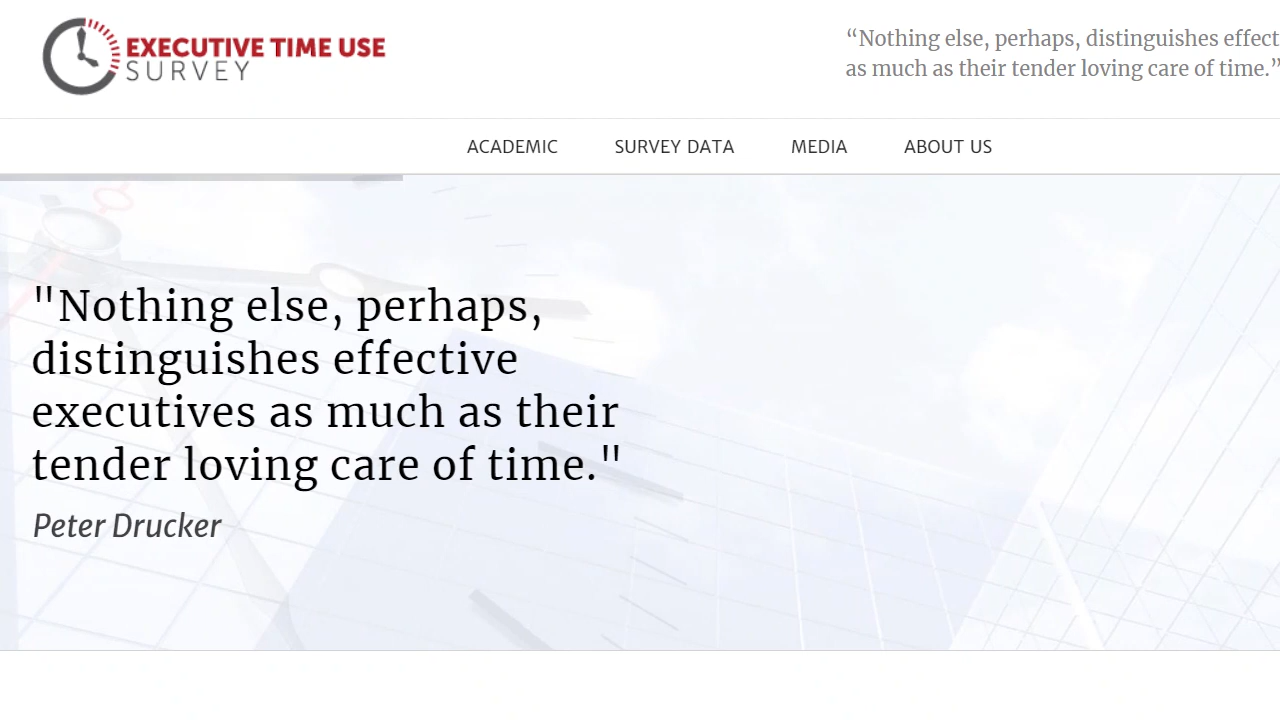 EXECUTIVE TIME USE
SURVEY
“Nothing else, perhaps, distinguishes effect
as much as their tender loving care of time.”
ACADEMIC
SURVEY DATA
MEDIA
ABOUT US
"Nothing else, perhaps,
distinguishes effective
executives as much as their
tender loving care of time."
Peter Drucker